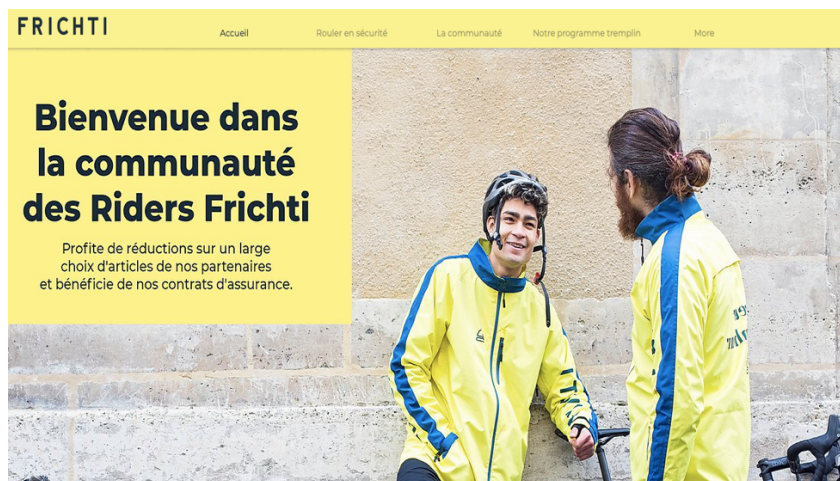 FRICHTI
Accueil
Rouler en sécurité
La communauté
Notre programme tremplin
More
Bienvenue dans
la communauté
des Riders Frichti
Profite de réductions sur un large
choix d'articles de nos partenaires
et bénéficie de nos contrats d'assurance.